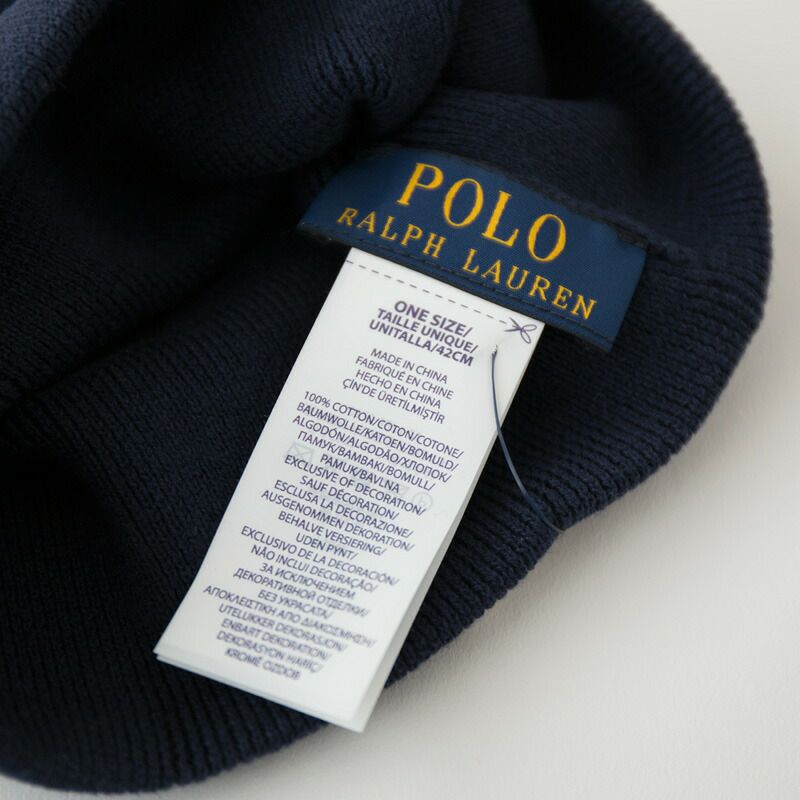 POLO
RALPH LAUREN
ONE SIZE/
TAILLE UNIQUE/
UNITALLA/42CM
MADE IN CHINA
FABRIQUÉ EN CHINE
HECHO EN CHINA
ÇİN'DE ÜRETİLMİŞTİR
100% COTTON/COTON/COTONE/
BAUMWOLLE/KATOEN/BOMULD/
ALGODÓN/ALGODÃO/ХЛОПОК/
ПАМУК/BAMBAKI/BOMULL/
PAMUK/BAVLNA
EXCLUSIVE OF DECORATION/
SAUF DÉCORATION/
ESCLUSA LA DECORAZIONE/
AUSGENOMMEN DEKORATION/
BEHALVE VERSIERING/
UDEN PYNT/
EXCLUSIVO DE LA DECORACIÓN/
NÃO INCLUI DECORAÇÃO/
ЗА ИСКЛЮЧЕНИЕМ
ДЕКОРАТИВНОЙ ОТДЕЛКИ/
БЕЗ УКРАСАТА/
ΑΠΟΚΛΕΙΣΤΙΚΗ ΑΠΟ ΔΙΑΚΟΣΜΗΣΗ/
UTELUKKER DEKORASJON/
ENBART DEKORATION/
DEKORASYON HARİÇ/
KROMĚ OZDOB